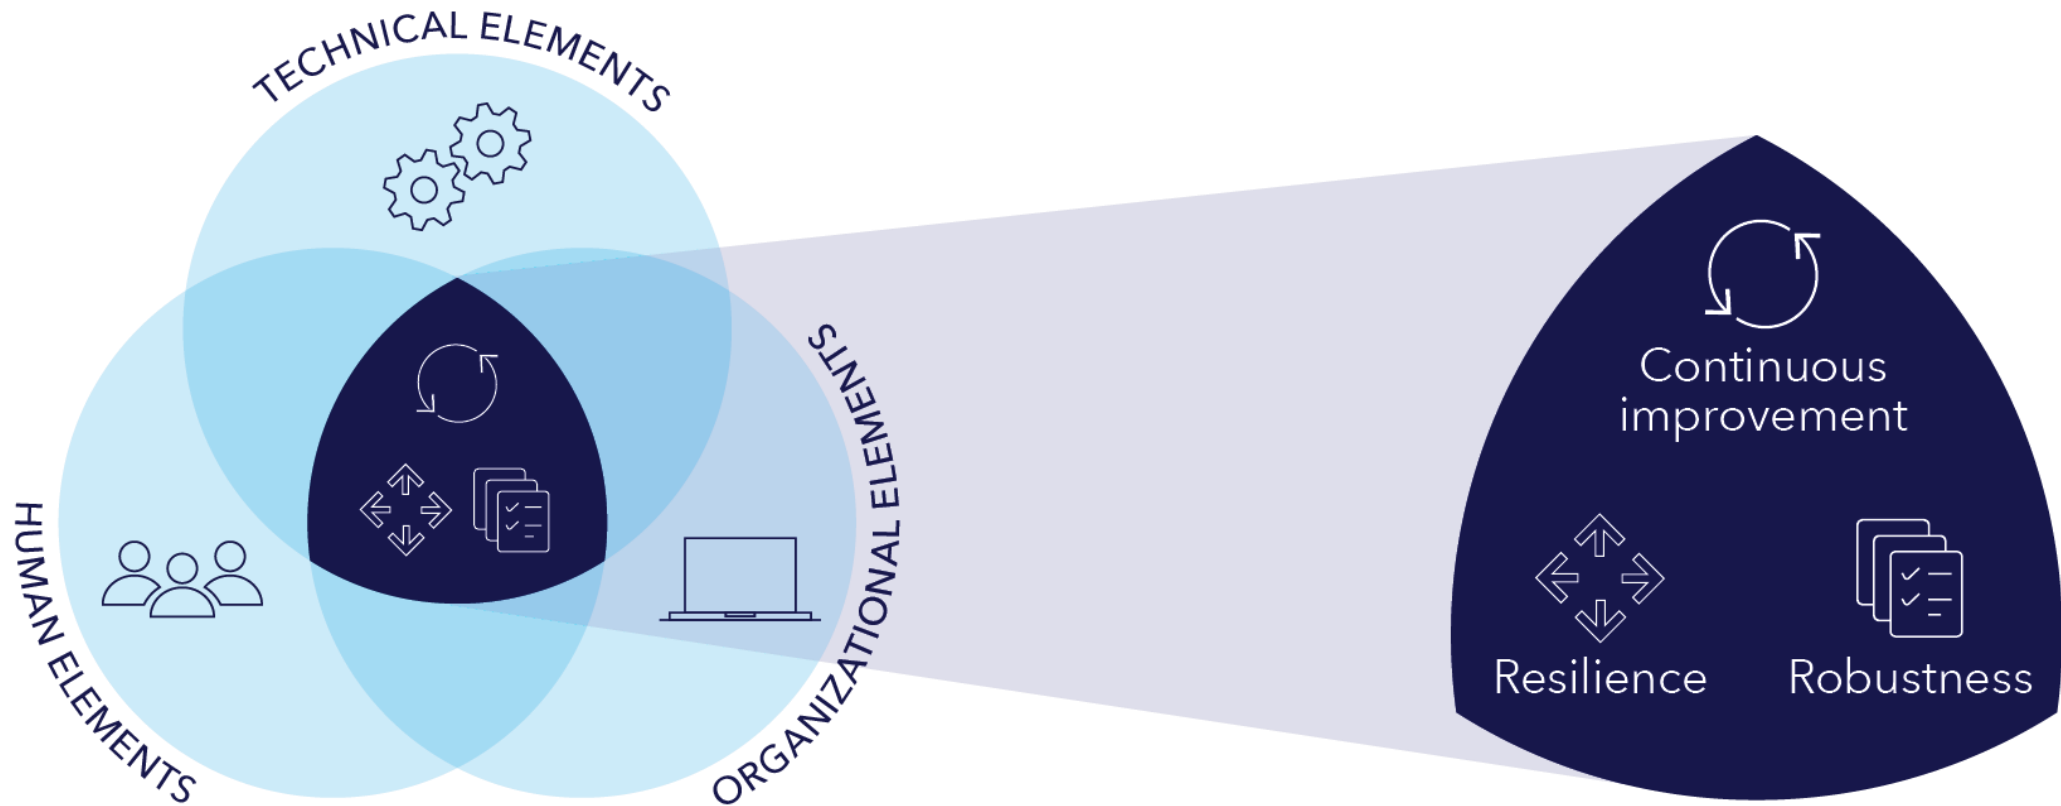 TECHNICAL ELEMENTS
HUMAN ELEMENTS
ORGANIZATIONAL ELEMENTS
Continuous
improvement
Resilience
Robustness